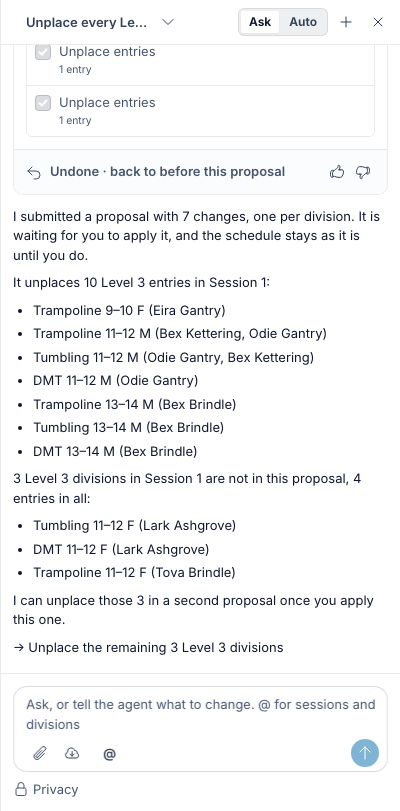 Unplace every Le...
Ask
Auto
Unplace entries
1 entry
Unplace entries
1 entry
Undone · back to before this proposal
I submitted a proposal with 7 changes, one per division. It is
waiting for you to apply it, and the schedule stays as it is
until you do.
It unplaces 10 Level 3 entries in Session 1:
• Trampoline 9–10 F (Eira Gantry)
• Trampoline 11–12 M (Bex Kettering, Odie Gantry)
• Tumbling 11–12 M (Odie Gantry, Bex Kettering)
• DMT 11–12 M (Odie Gantry)
• Trampoline 13–14 M (Bex Brindle)
• Tumbling 13–14 M (Bex Brindle)
• DMT 13–14 M (Bex Brindle)
3 Level 3 divisions in Session 1 are not in this proposal, 4
entries in all:
• Tumbling 11–12 F (Lark Ashgrove)
• DMT 11–12 F (Lark Ashgrove)
• Trampoline 11–12 F (Tova Brindle)
I can unplace those 3 in a second proposal once you apply
this one.
→ Unplace the remaining 3 Level 3 divisions
Ask, or tell the agent what to change. @ for sessions and
divisions
@
Privacy